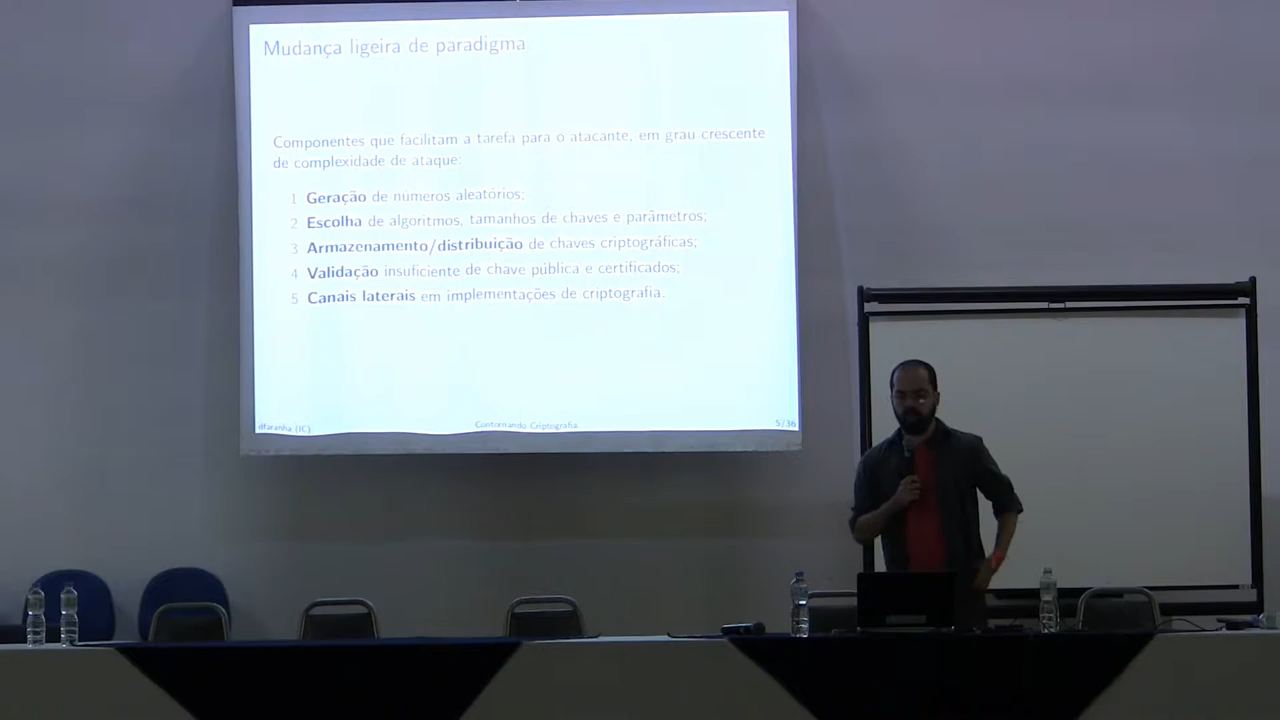 Mudança ligeira de paradigma
Componentes que facilitam a tarefa para o atacante, em grau crescente
de complexidade de ataque:
1 Geração de números aleatórios;
2 Escolha de algoritmos, tamanhos de chaves e parâmetros;
3 Armazenamento/distribuição de chaves criptográficas;
4 Validação insuficiente de chave pública e certificados;
5 Canais laterais em implementações de criptografia.
dfaranha (IC) Contornando Criptografia 5/36